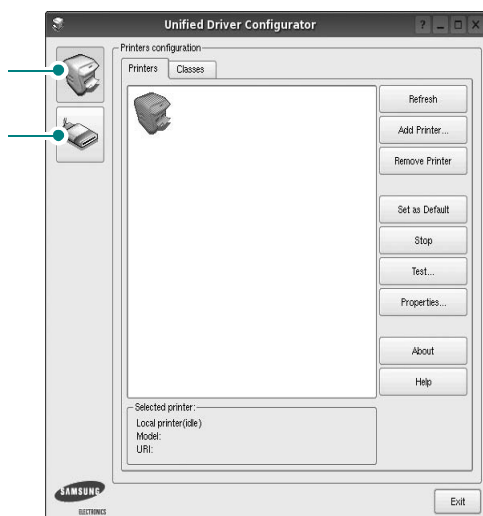 Unified Driver Configurator
Printers configuration
Printers
Classes
Refresh
Add Printer...
Remove Printer
Set as Default
Stop
Test...
Properties...
About
Help
Selected printer:
Local printer(idle)
Model:
URI:
SAMSUNG
ELECTRONICS
Exit